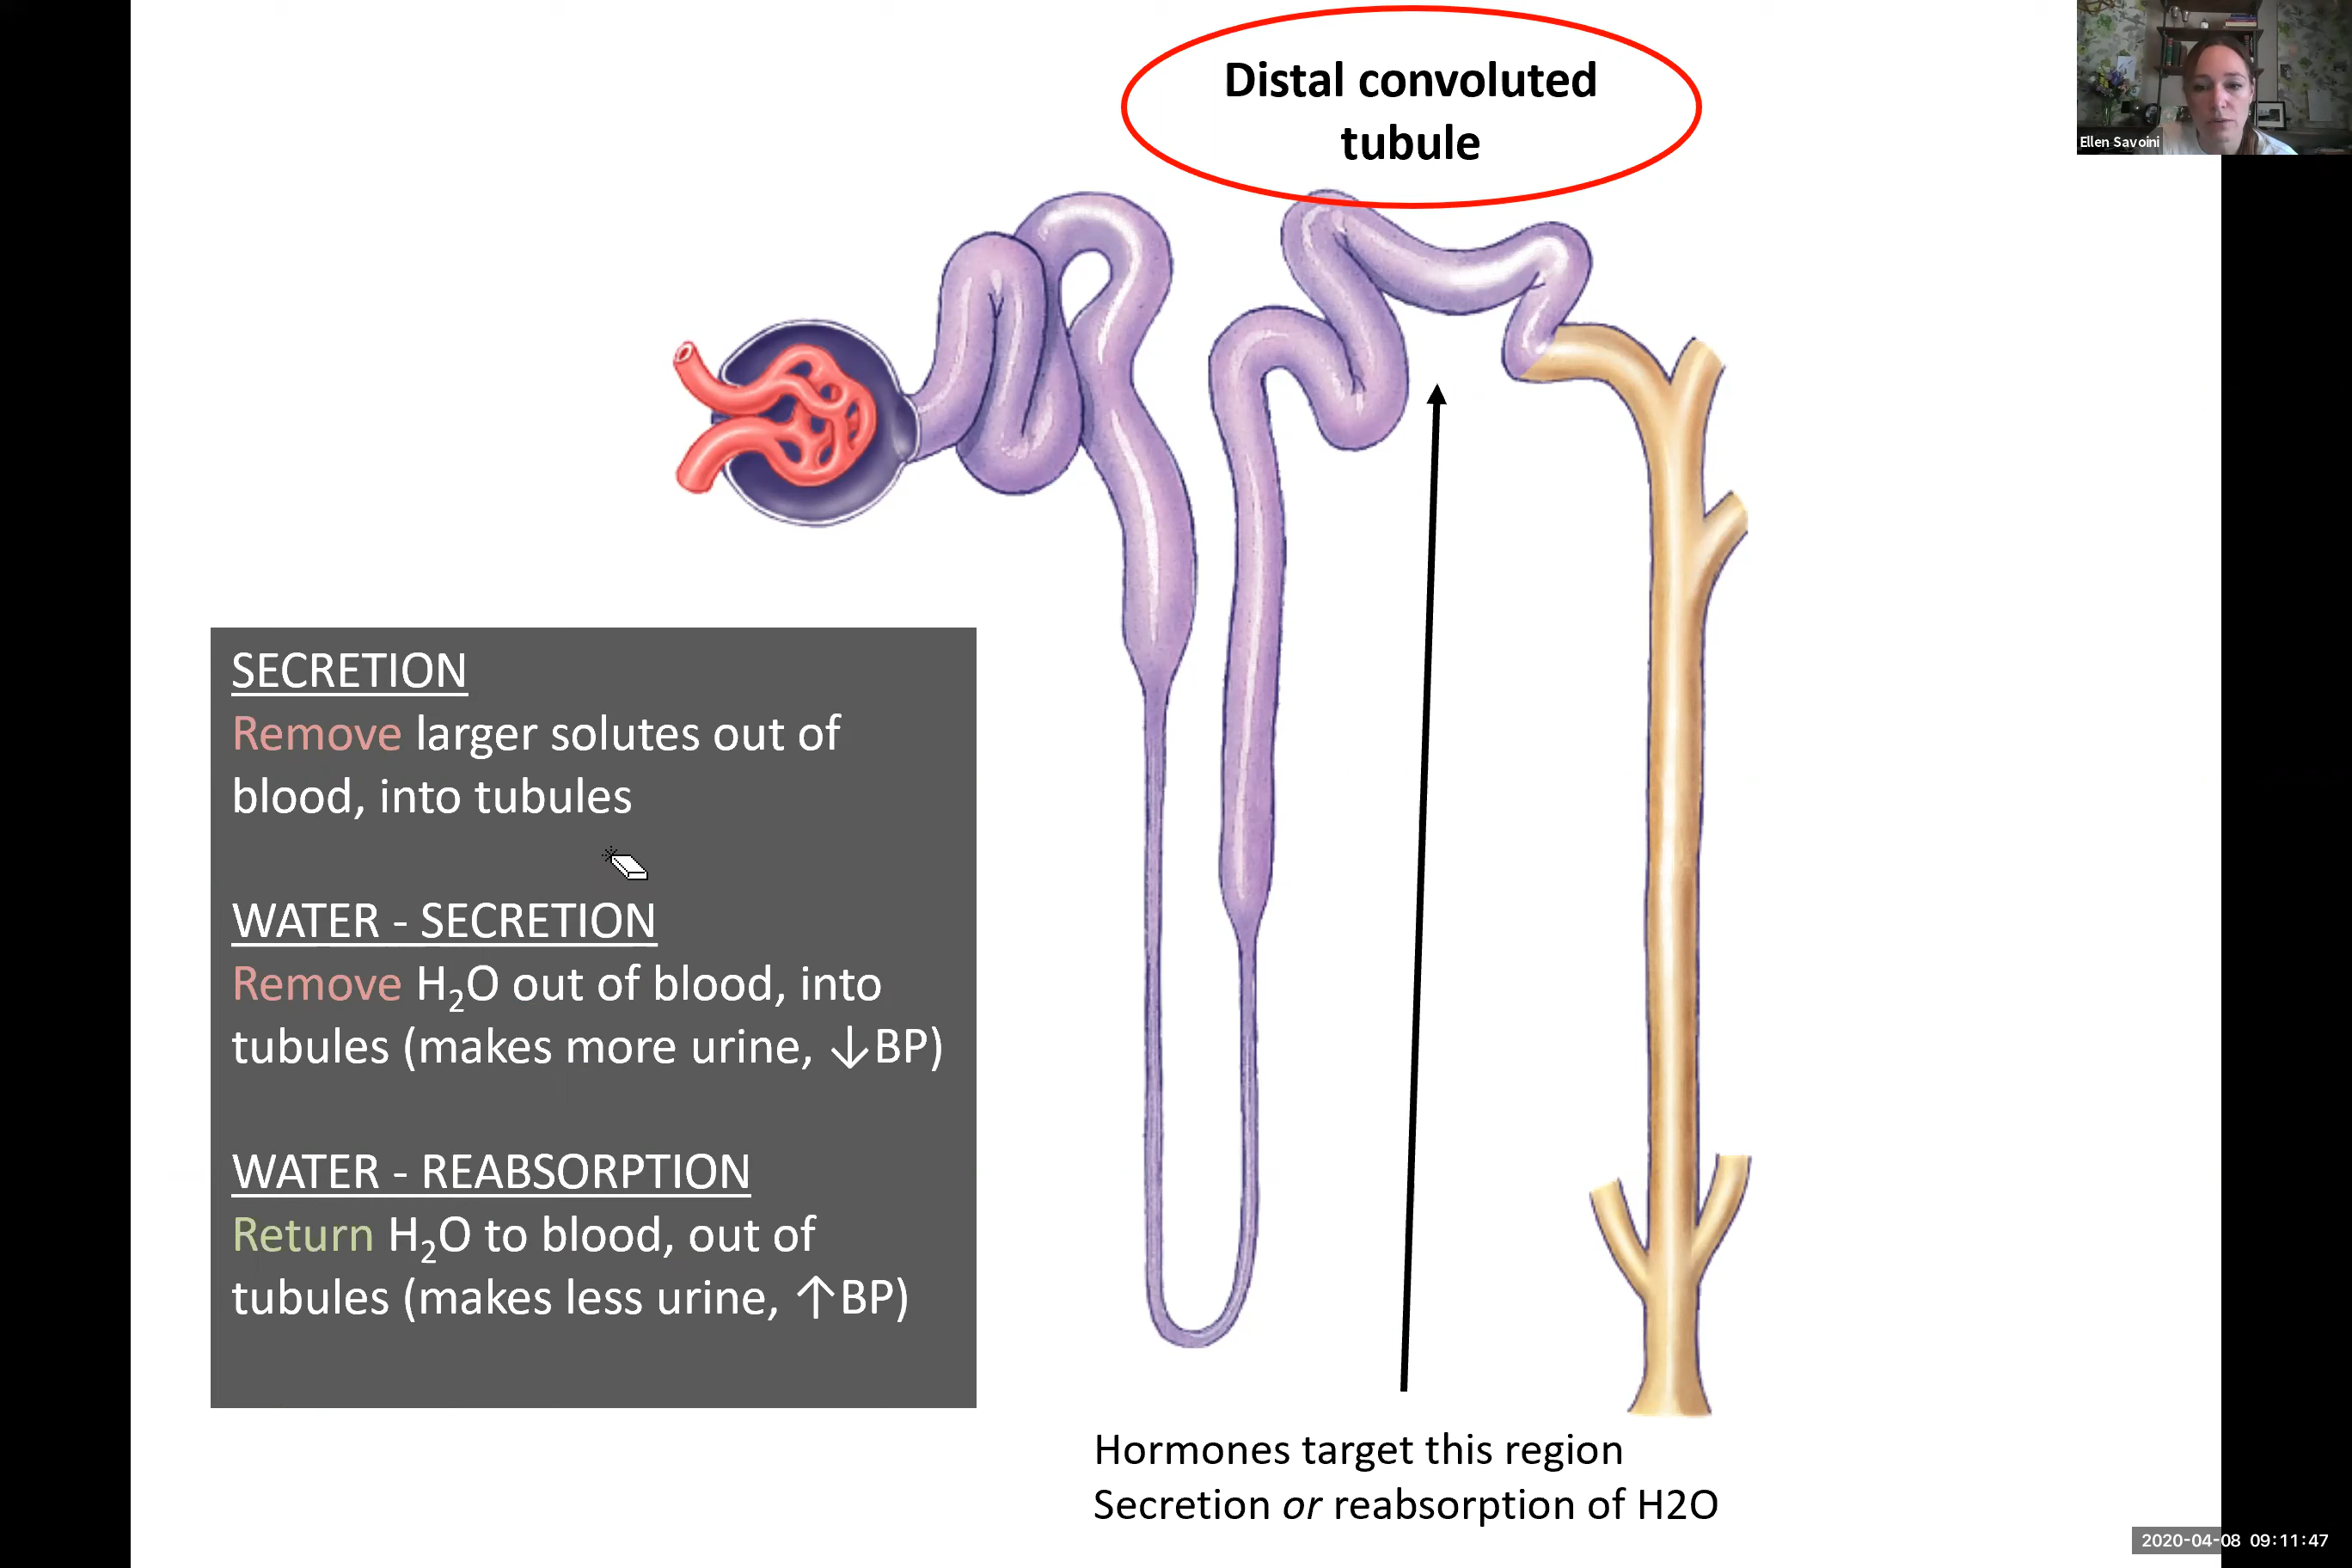 Distal convoluted
tubule
Ellen Savoini
SECRETION
Remove larger solutes out of
blood, into tubules
WATER - SECRETION
Remove H₂O out of blood, into
tubules (makes more urine, ↓BP)
WATER - REABSORPTION
Return H₂O to blood, out of
tubules (makes less urine, ↑BP)
Hormones target this region
Secretion or reabsorption of H2O
2020-04-08 09:11:47